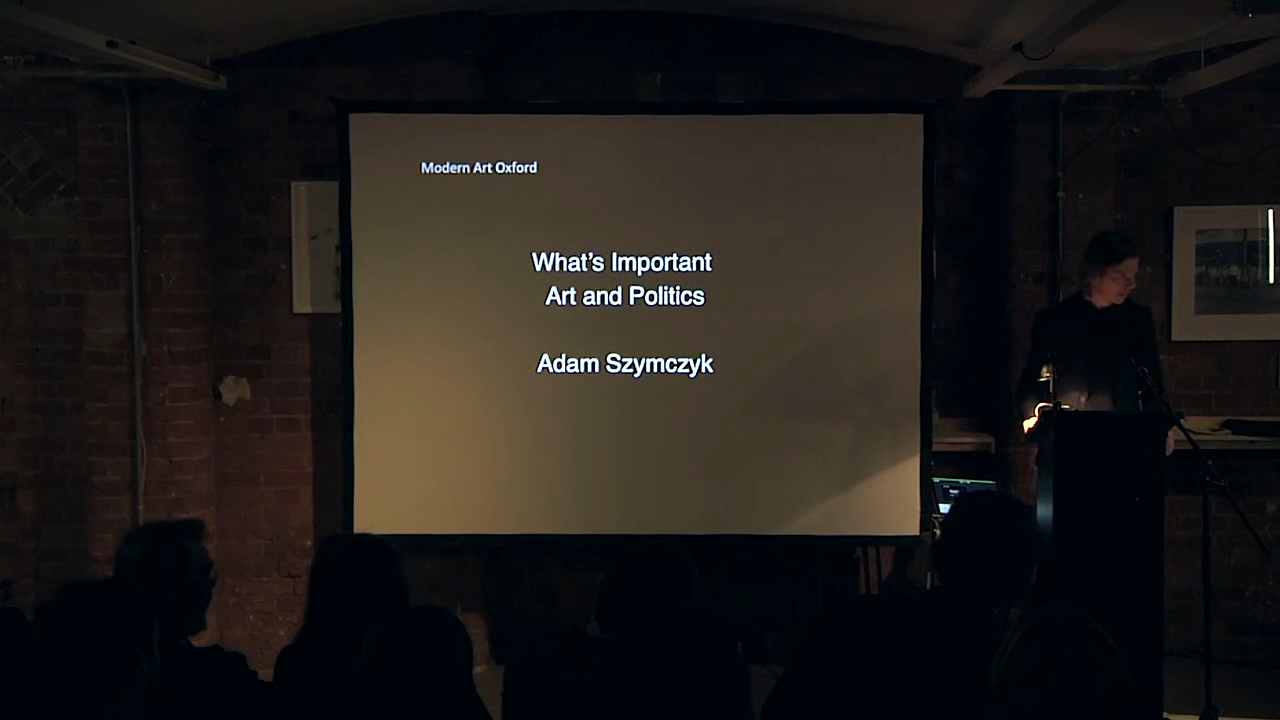 Modern Art Oxford
What's Important
Art and Politics
Adam Szymczyk